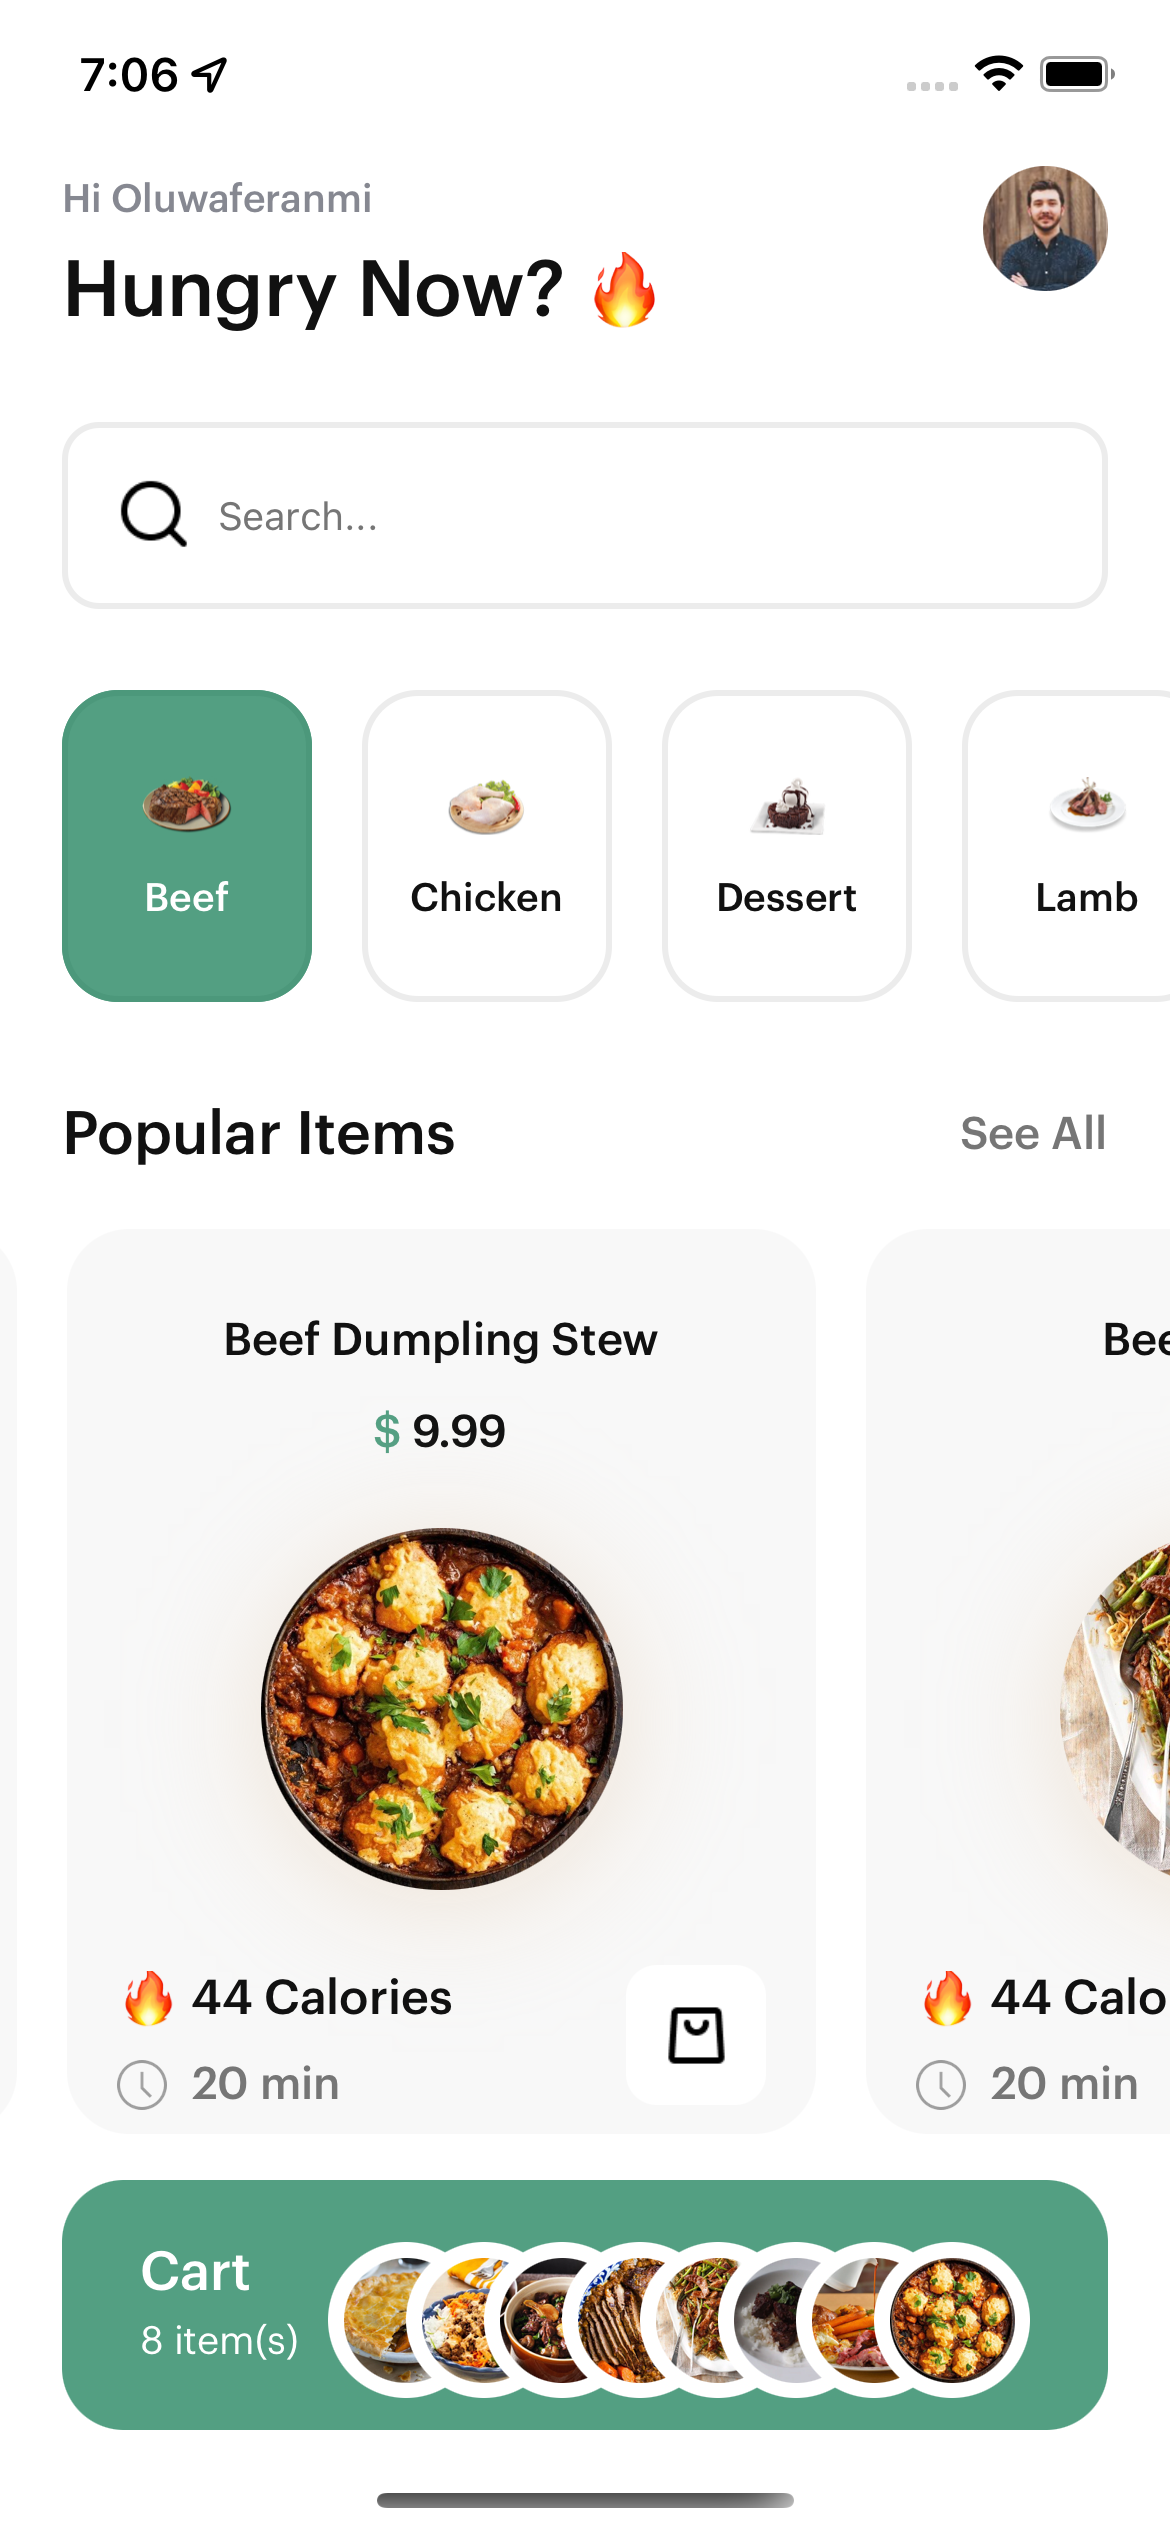 7:06
Hi Oluwaferanmi
Hungry Now? 🔥
Search...
Beef
Chicken
Dessert
Lamb
Popular Items
See All
Beef Dumpling Stew
$ 9.99
🔥 44 Calories
20 min
Bee
🔥 44 Calo
20 min
Cart
8 item(s)